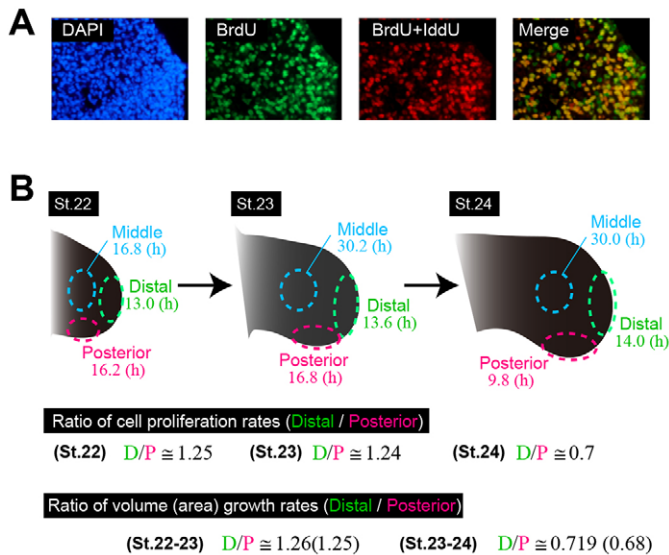 A
DAPI BrdU BrdU+IddU Merge
B
St.22 St.23 St.24
Middle
16.8 (h)
Distal
13.0 (h)
Posterior
16.2 (h)
Middle
30.2 (h)
Distal
13.6 (h)
Posterior
16.8 (h)
Middle
30.0 (h)
Distal
14.0 (h)
Posterior
9.8 (h)
Ratio of cell proliferation rates (Distal / Posterior)
(St.22) D/P ≅ 1.25 (St.23) D/P ≅ 1.24 (St.24) D/P ≅ 0.7
Ratio of volume (area) growth rates (Distal / Posterior)
(St.22-23) D/P ≅ 1.26(1.25) (St.23-24) D/P ≅ 0.719 (0.68)